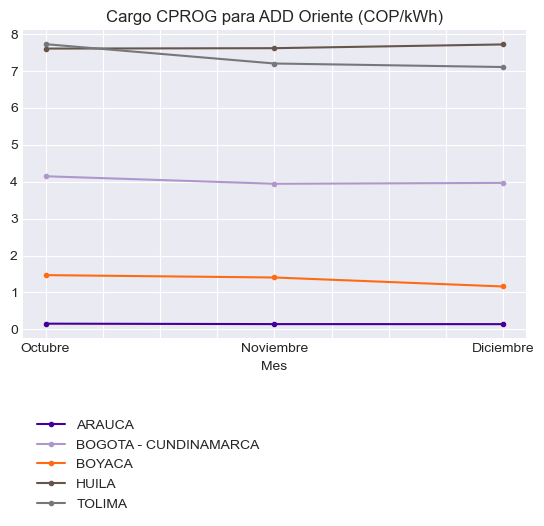 Cargo CPROG para ADD Oriente (COP/kWh)
8
7
6
5
4
3
2
1
0
Octubre Noviembre Diciembre
Mes
ARAUCA
BOGOTA - CUNDINAMARCA
BOYACA
HUILA
TOLIMA